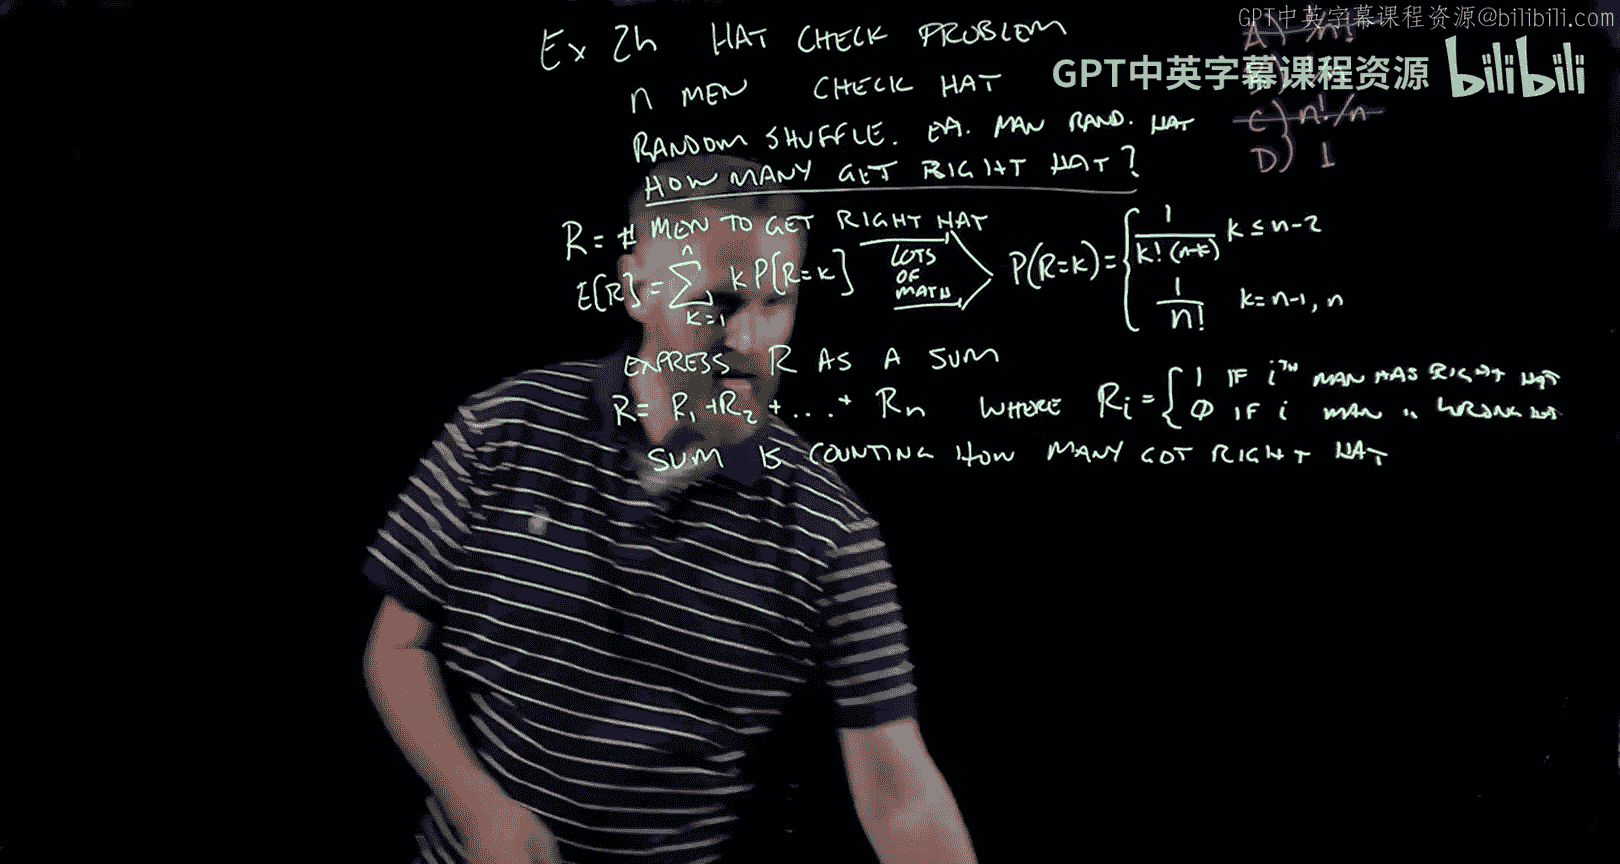 GPT中英字幕课程资源@bilibili.com
GPT中英字幕课程资源 bilibili
Ex 2h HAT CHECK PROBLEM
n MEN CHECK HAT
RANDOM SHUFFLE. EA. MAN RAND. HAT
HOW MANY GET RIGHT HAT?
A) n!
C) n!/n
D) 1
R = # MEN TO GET RIGHT HAT
E[R] = n Σ k=1 k P[R=k] LOTS OF MATH P(R=k) = { 1/k!(n-k) k ≤ n-2
1/n! k = n-1, n
EXPRESS R AS A SUM
R = R1 + R2 + ... + Rn WHERE Ri = { 1 IF iTH MAN HAS RIGHT HAT
0 IF i MAN " WRONG HAT
SUM IS COUNTING HOW MANY GOT RIGHT HAT